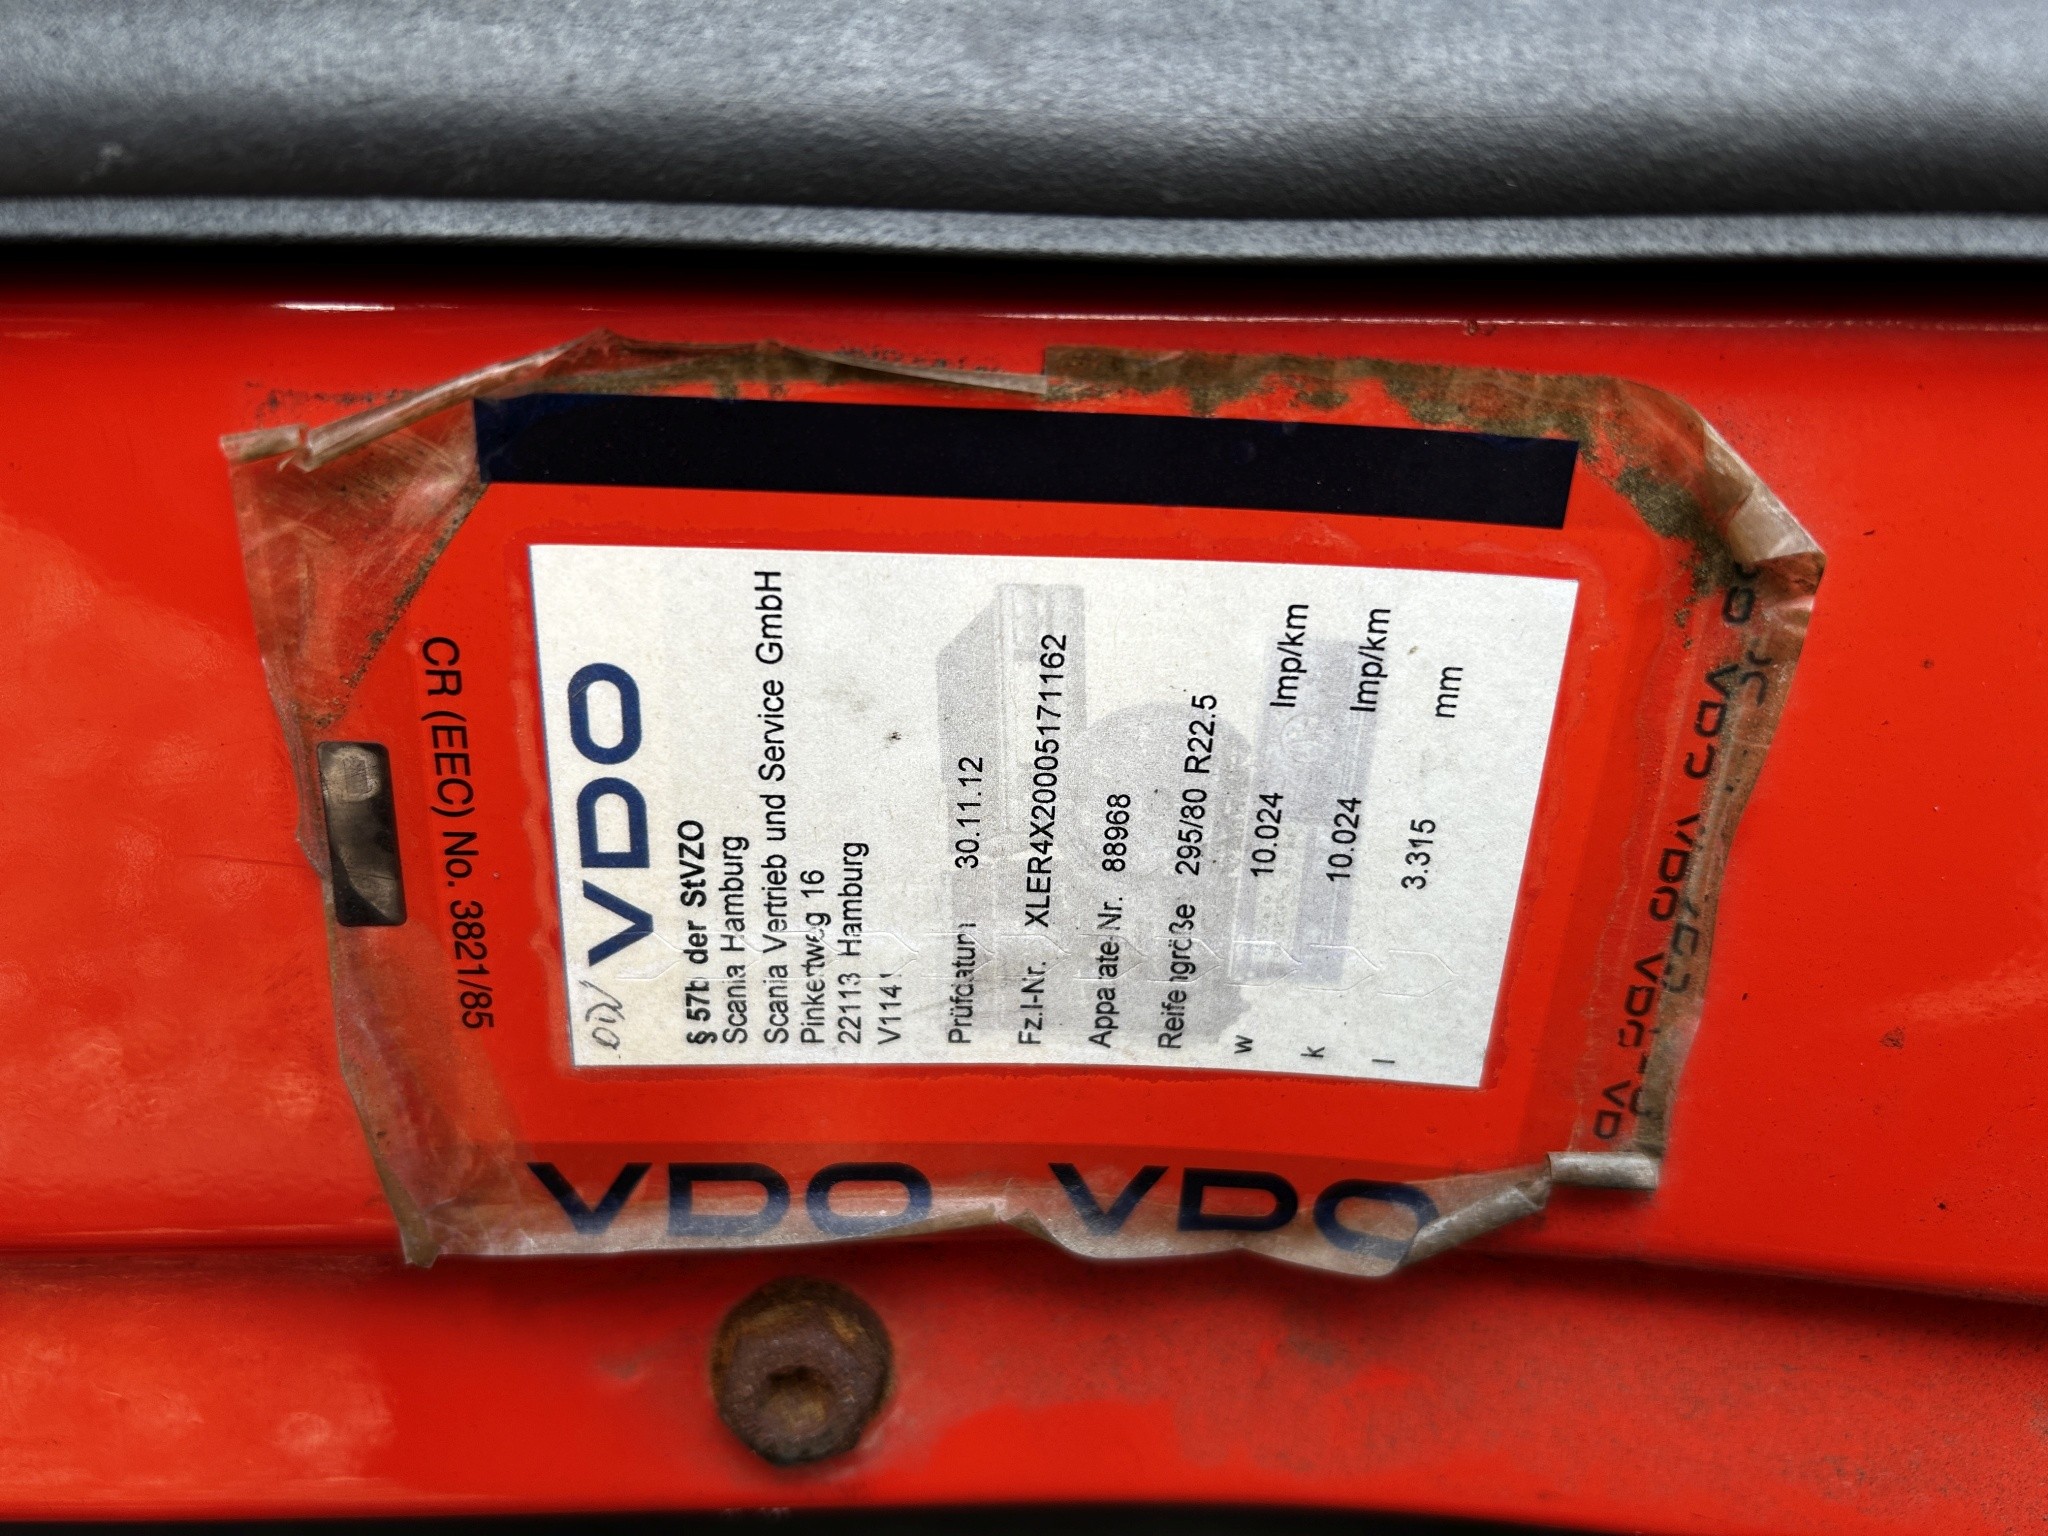 CR (EEC) No. 3821/85
VDO
§ 57b der StVZO
Scania Hamburg
Scania Vertrieb und Service GmbH
Pinkertweg 16
22113 Hamburg
V1141
Prüfdatum 30.11.12
Fz.I-Nr. XLER4X20005171162
Apparate-Nr. 88968
Reifengröße 295/80 R22.5
w 10.024 Imp/km
k 10.024 Imp/km
l 3.315 mm
VDO VDO